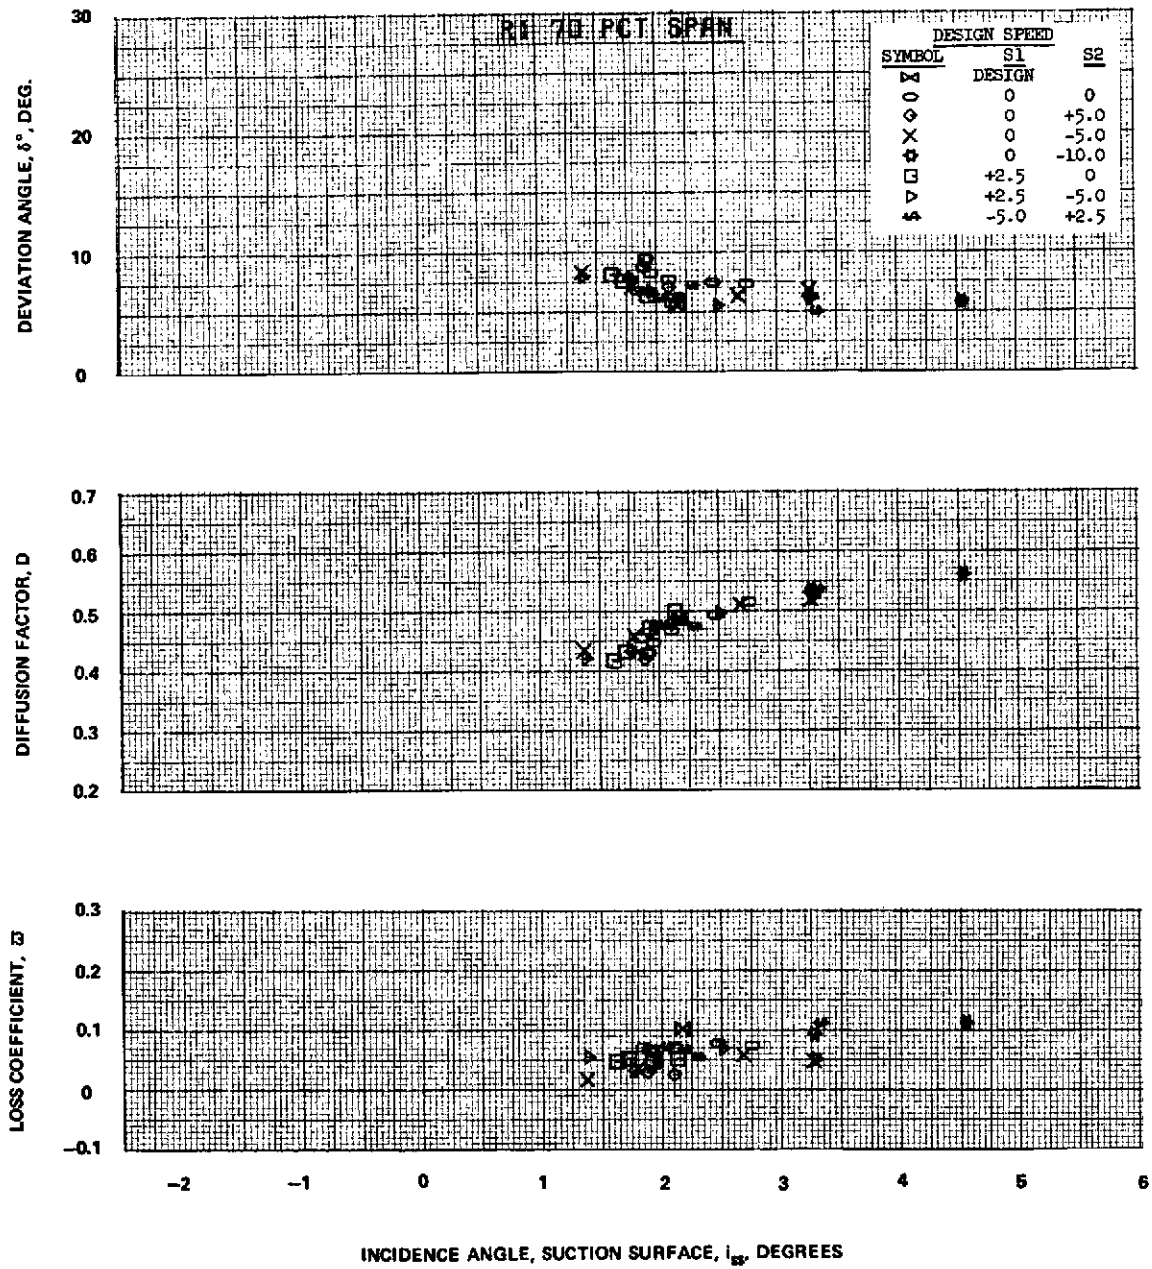 R1 70 PCT SPAN
DESIGN SPEED
SYMBOL S1 S2
DESIGN
0 0
0 +5.0
0 -5.0
0 -10.0
+2.5 0
+2.5 -5.0
-5.0 +2.5
DEVIATION ANGLE, δ°, DEG.
30
20
10
0
DIFFUSION FACTOR, D
0.7
0.6
0.5
0.4
0.3
0.2
LOSS COEFFICIENT, ϖ
0.3
0.2
0.1
0
−0.1
−2 −1 0 1 2 3 4 5 6
INCIDENCE ANGLE, SUCTION SURFACE, iss, DEGREES